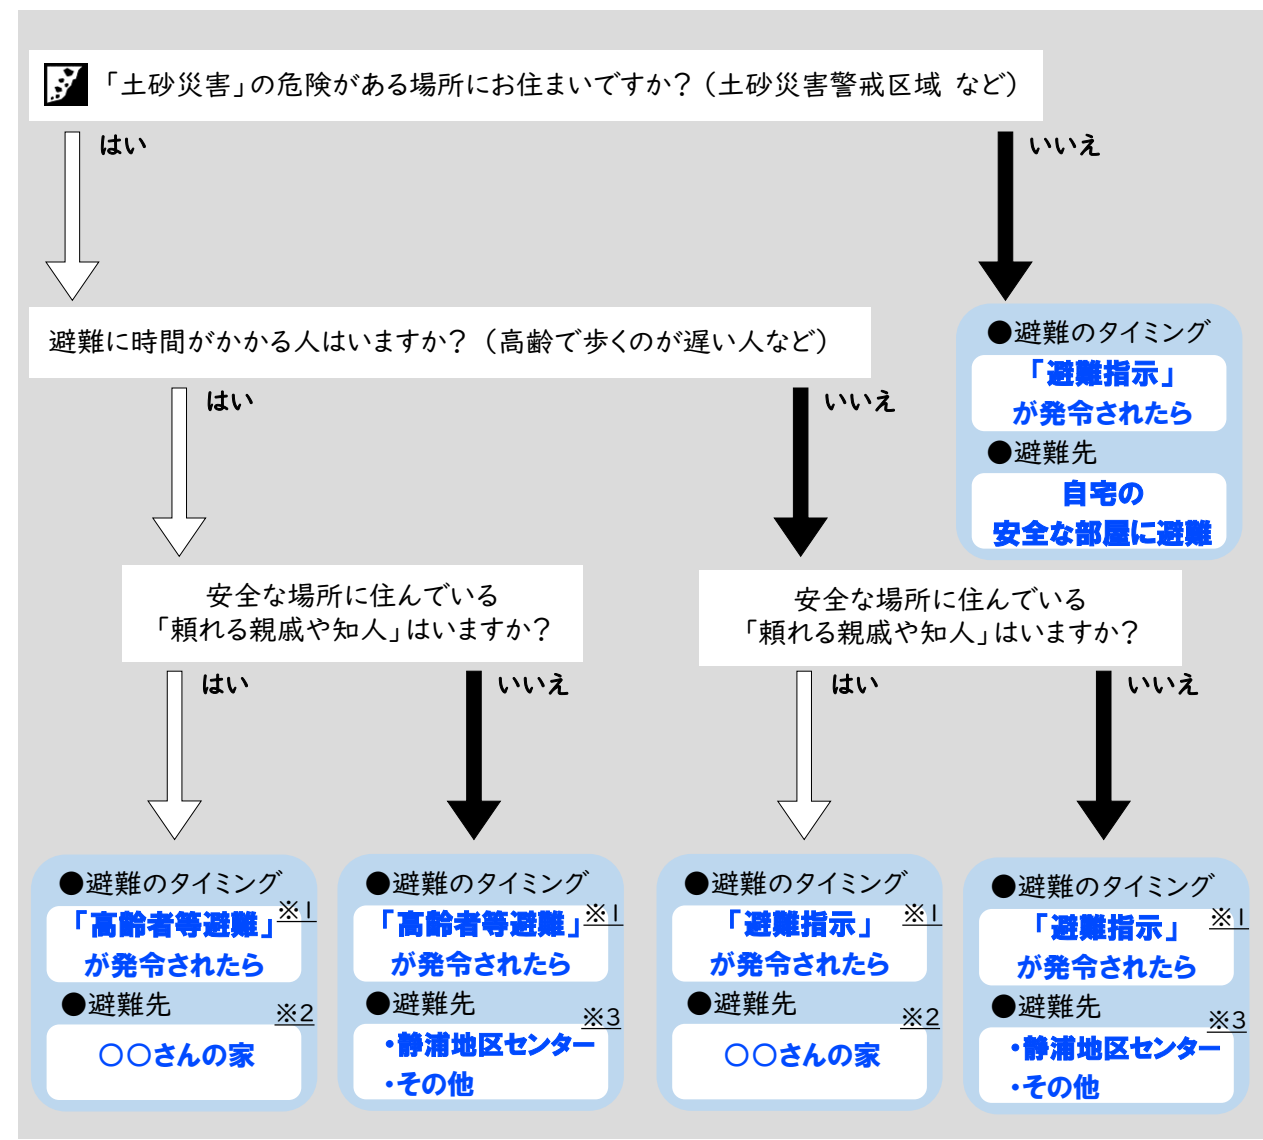 「土砂災害」の危険がある場所にお住まいですか？（土砂災害警戒区域 など）
はい
いいえ
避難に時間がかかる人はいますか？（高齢で歩くのが遅い人など）
はい
いいえ
●避難のタイミング
「避難指示」
が発令されたら
●避難先
自宅の
安全な部屋に避難
安全な場所に住んでいる
「頼れる親戚や知人」はいますか？
はい
いいえ
安全な場所に住んでいる
「頼れる親戚や知人」はいますか？
はい
いいえ
●避難のタイミング
「高齢者等避難」※1
が発令されたら
●避難先 ※2
〇〇さんの家
●避難のタイミング
「高齢者等避難」※1
が発令されたら
●避難先 ※3
・静浦地区センター
・その他
●避難のタイミング
「避難指示」 ※1
が発令されたら
●避難先 ※2
〇〇さんの家
●避難のタイミング
「避難指示」 ※1
が発令されたら
●避難先 ※3
・静浦地区センター
・その他